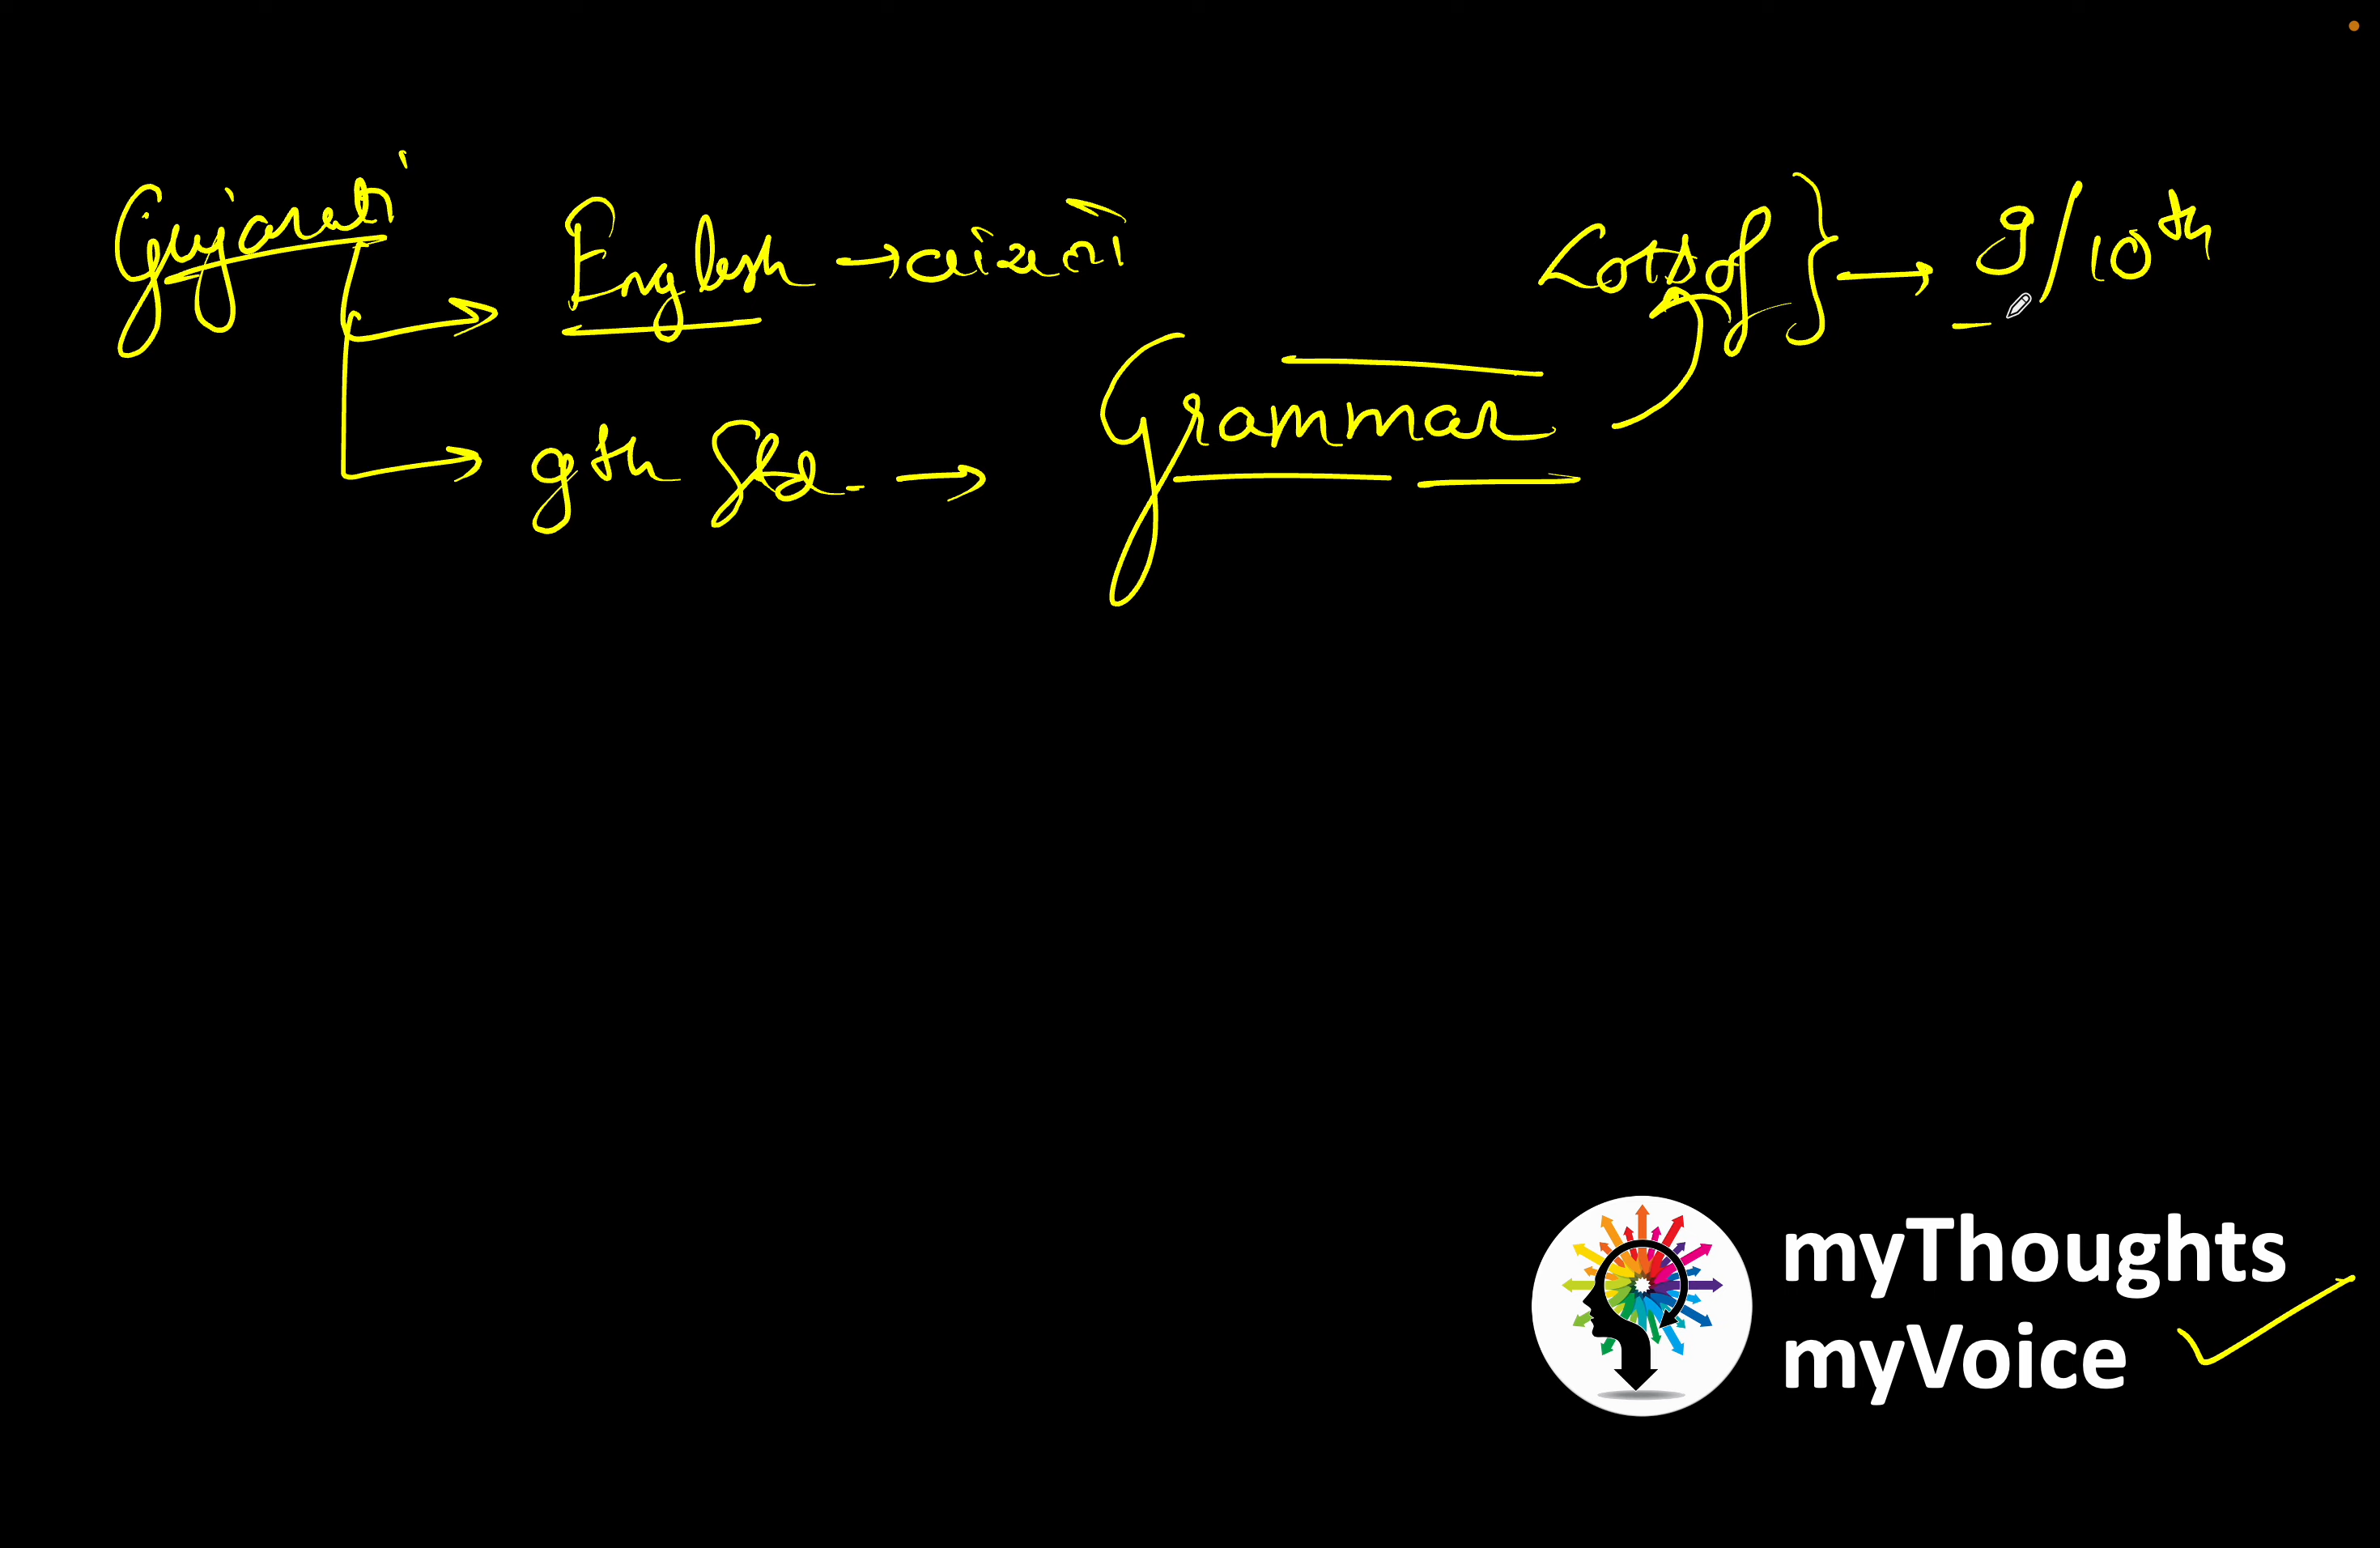 Gujarati
English → વાંચતાં
Lots of } → 9/10th
9th Std. → Grammar
myThoughts
myVoice